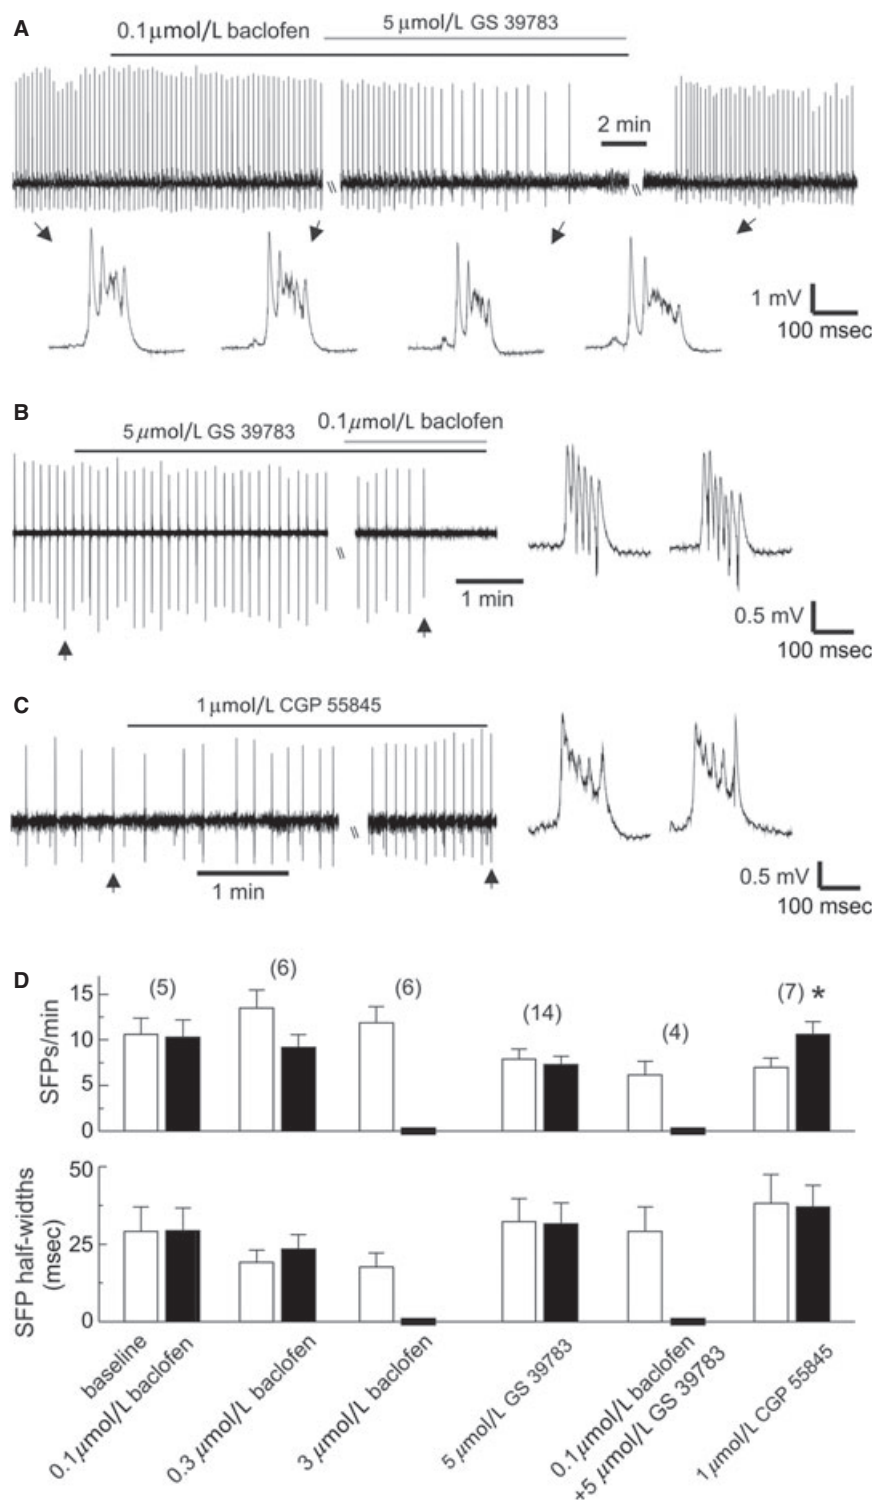 A
0.1 μmol/L baclofen
5 μmol/L GS 39783
2 min
1 mV
100 msec
B
5 μmol/L GS 39783
0.1 μmol/L baclofen
1 min
0.5 mV
100 msec
C
1 μmol/L CGP 55845
1 min
0.5 mV
100 msec
D
SFPs/min
15
10
5
0
(5)
(6)
(6)
(14)
(4)
(7) *
SFP half-widths
(msec)
50
25
0
baseline
0.1 μmol/L baclofen
0.3 μmol/L baclofen
3 μmol/L baclofen
5 μmol/L GS 39783
0.1 μmol/L baclofen
+5 μmol/L GS 39783
1 μmol/L CGP 55845